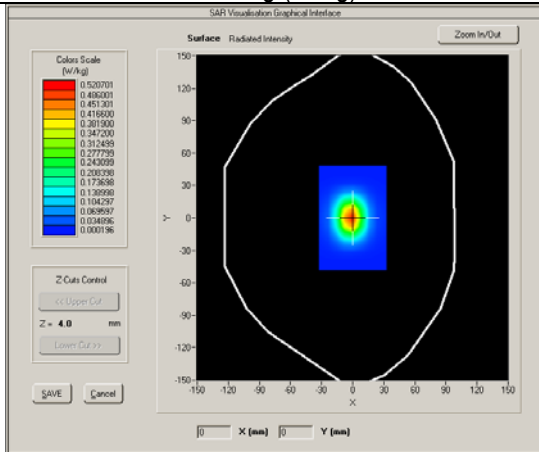 SAR Visualisation Graphical Interface
Surface Radiated Intensity
Zoom In/Out
Colors Scale
(W/kg)
0.520701
0.486001
0.451301
0.416600
0.381900
0.347200
0.312499
0.277799
0.243099
0.208398
0.173698
0.138998
0.104297
0.069597
0.034896
0.000196
Z-Cuts Control
<< Upper Cut
Z = 4.0 mm
Lower Cut >>
SAVE Cancel
150-
120-
90-
60-
30-
0-
-30-
-60-
-90-
-120-
-150-
Y
-150 -120 -90 -60 -30 0 30 60 90 120 150
X
0 X (mm) 0 Y (mm)